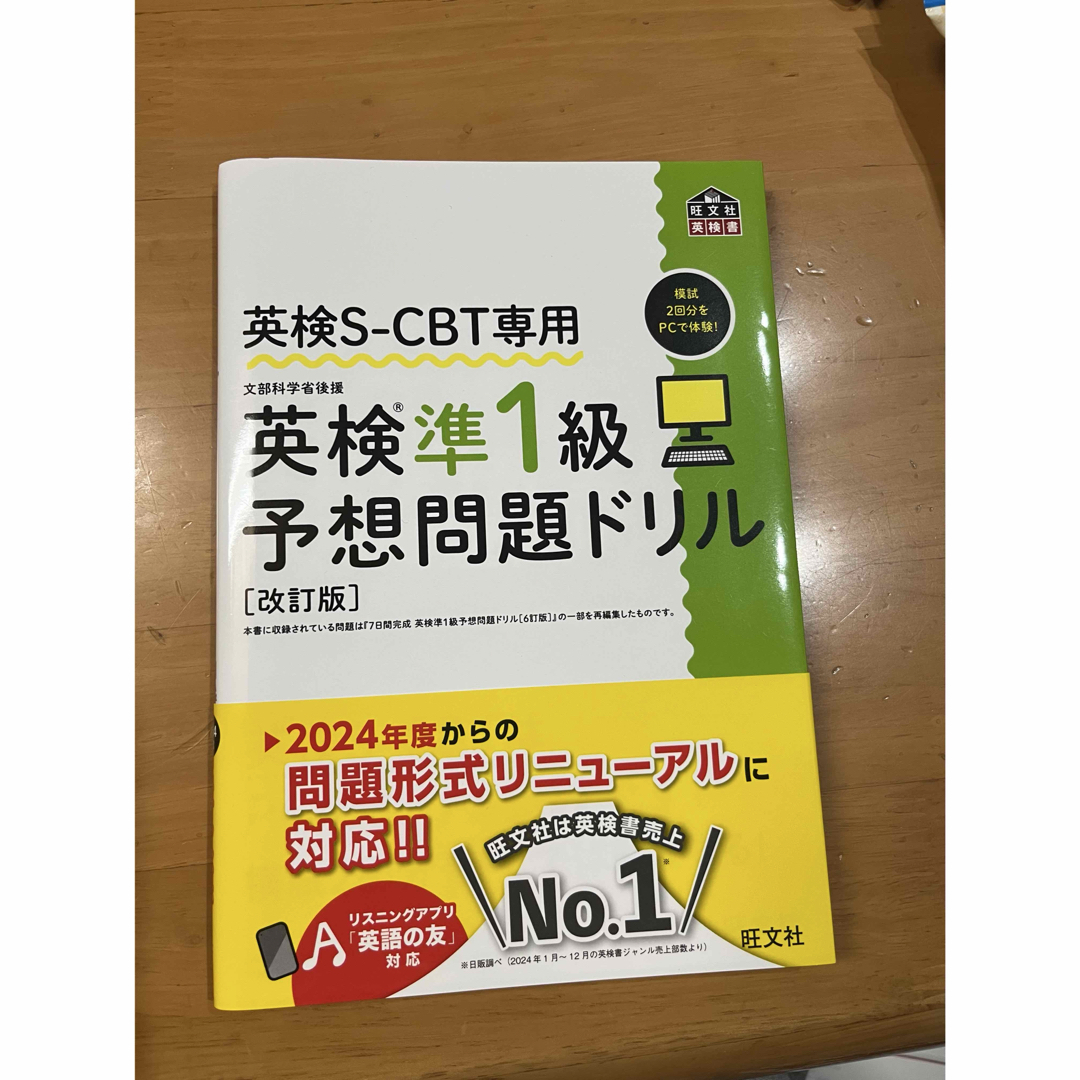 旺文社
英検書
模試
2回分を
PCで体験!
英検S-CBT専用
文部科学省後援
英検®準1級
予想問題ドリル
[改訂版]
本書に収録されている問題は『7日間完成 英検準1級予想問題ドリル[6訂版]』の一部を再編集したものです。
▶2024年度からの
問題形式リニューアルに
対応!!
旺文社は英検書売上
No.1※
リスニングアプリ
「英語の友」
対応
※日販調べ(2024年1月〜12月の英検書ジャンル売上部数より)
旺文社